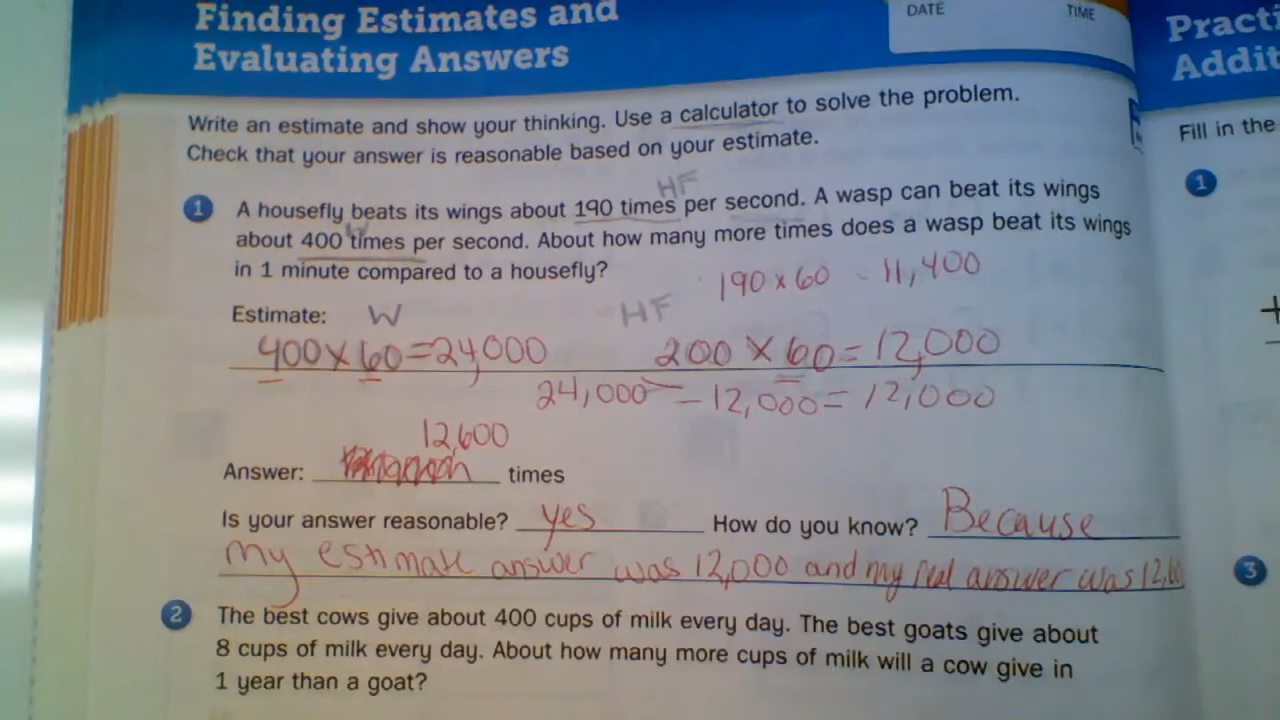 Finding Estimates and
Evaluating Answers
DATE TIME
Write an estimate and show your thinking. Use a calculator to solve the problem.
Check that your answer is reasonable based on your estimate.
HF
1 A housefly beats its wings about 190 times per second. A wasp can beat its wings
W
about 400 times per second. About how many more times does a wasp beat its wings
in 1 minute compared to a housefly?
190 x 60 - 11,400
Estimate: W HF
400 x 60 = 24,000 200 x 60 = 12,000
24,000 - 12,000 = 12,000
12,600
Answer: times
Is your answer reasonable? yes How do you know? Because
my estimate answer was 12,000 and my real answer was
2 The best cows give about 400 cups of milk every day. The best goats give about
8 cups of milk every day. About how many more cups of milk will a cow give in
1 year than a goat?
Fill in the
1
+
3